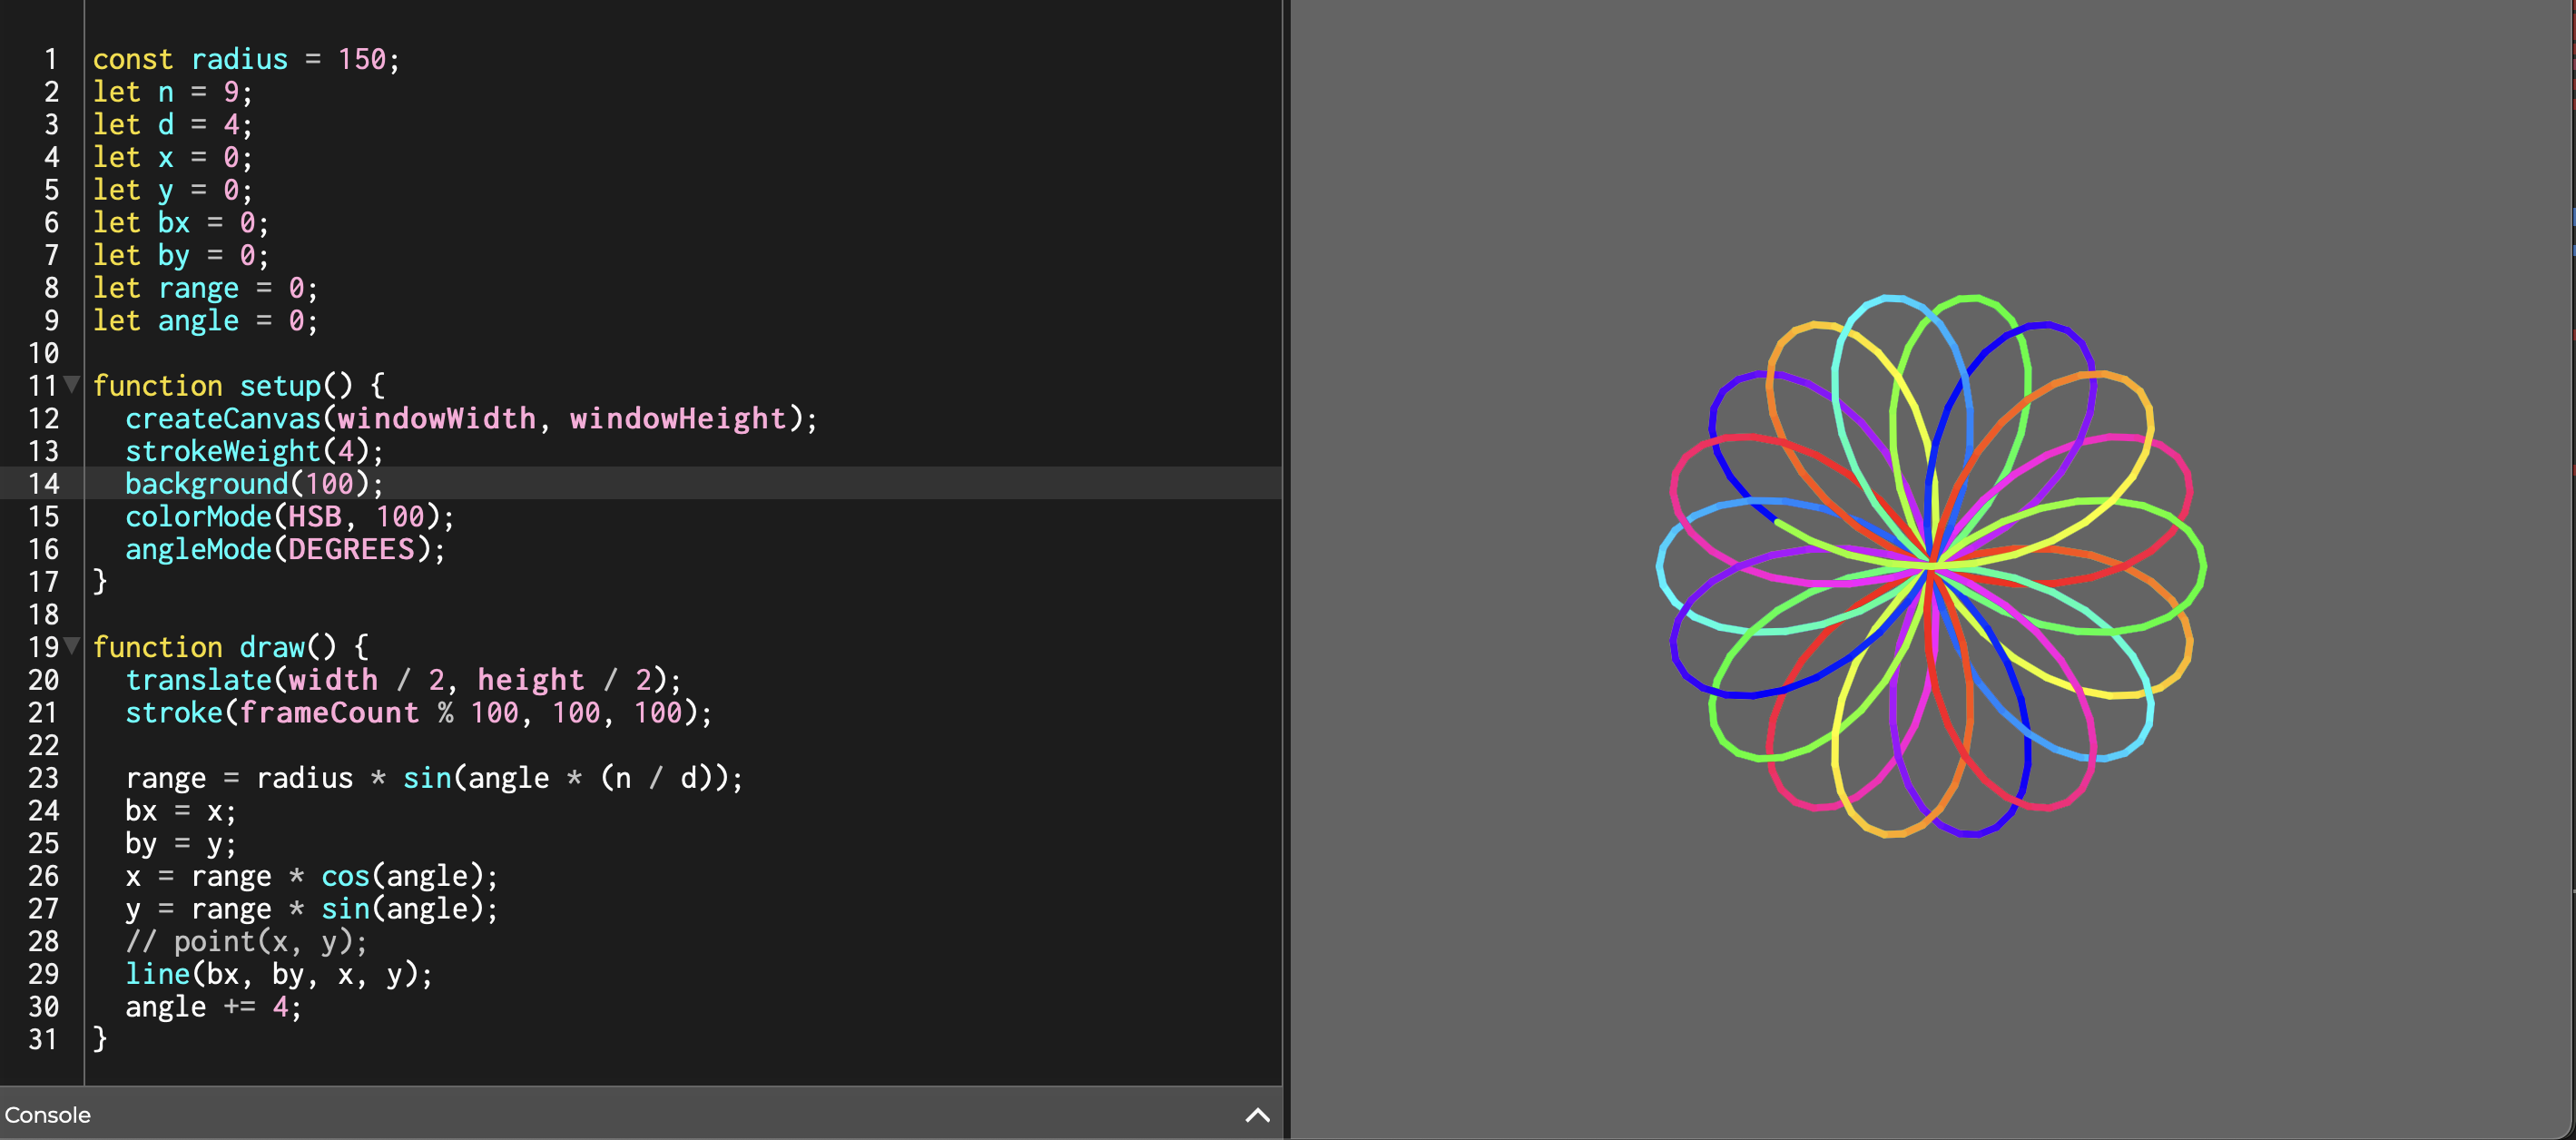 1 const radius = 150;
2 let n = 9;
3 let d = 4;
4 let x = 0;
5 let y = 0;
6 let bx = 0;
7 let by = 0;
8 let range = 0;
9 let angle = 0;
10
11 function setup() {
12   createCanvas(windowWidth, windowHeight);
13   strokeWeight(4);
14   background(100);
15   colorMode(HSB, 100);
16   angleMode(DEGREES);
17 }
18
19 function draw() {
20   translate(width / 2, height / 2);
21   stroke(frameCount % 100, 100, 100);
22
23   range = radius * sin(angle * (n / d));
24   bx = x;
25   by = y;
26   x = range * cos(angle);
27   y = range * sin(angle);
28   // point(x, y);
29   line(bx, by, x, y);
30   angle += 4;
31 }
Console